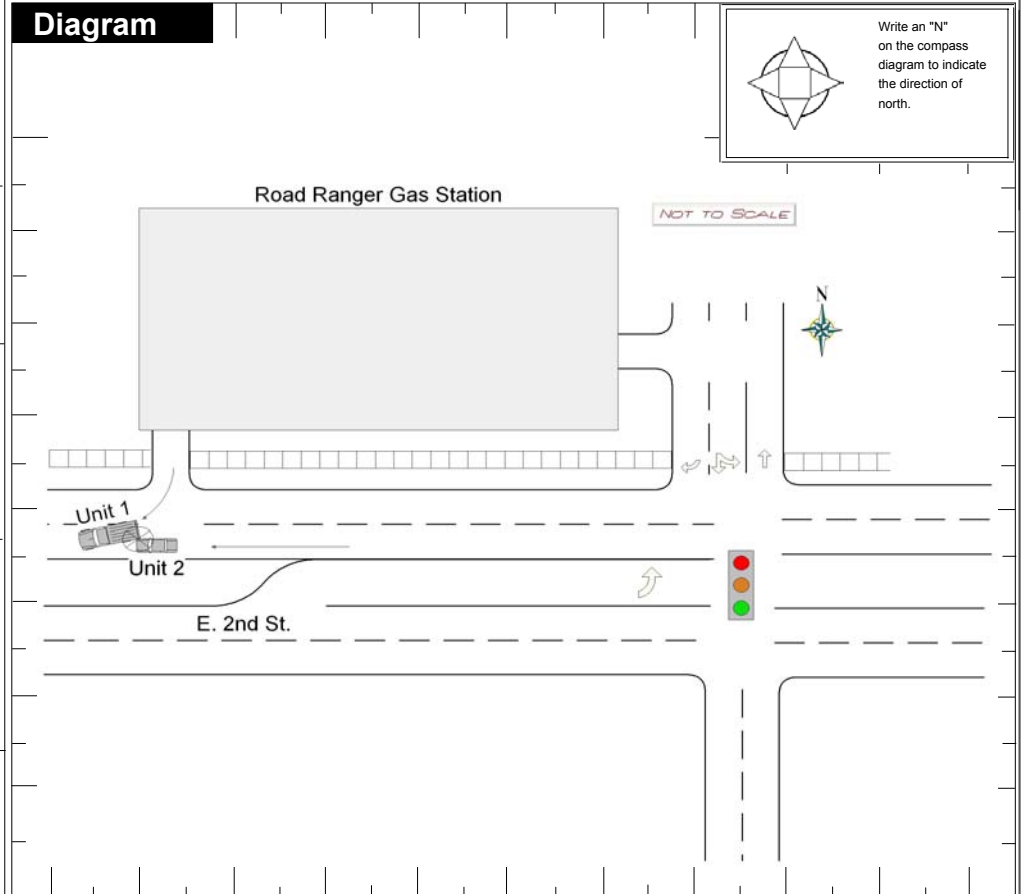 Diagram
Write an "N"
on the compass
diagram to indicate
the direction of
north.
Road Ranger Gas Station
NOT TO SCALE
N
Unit 1
Unit 2
E. 2nd St.